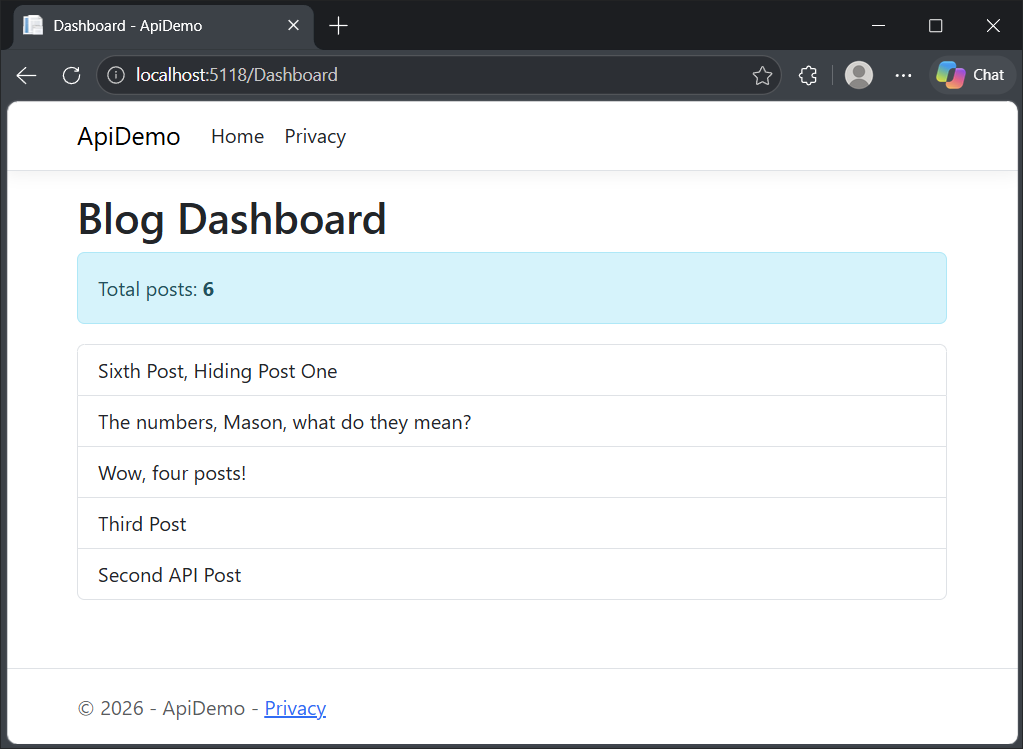 Dashboard - ApiDemo
localhost:5118/Dashboard
Chat
ApiDemo Home Privacy
Blog Dashboard
Total posts: 6
Sixth Post, Hiding Post One
The numbers, Mason, what do they mean?
Wow, four posts!
Third Post
Second API Post
© 2026 - ApiDemo - Privacy